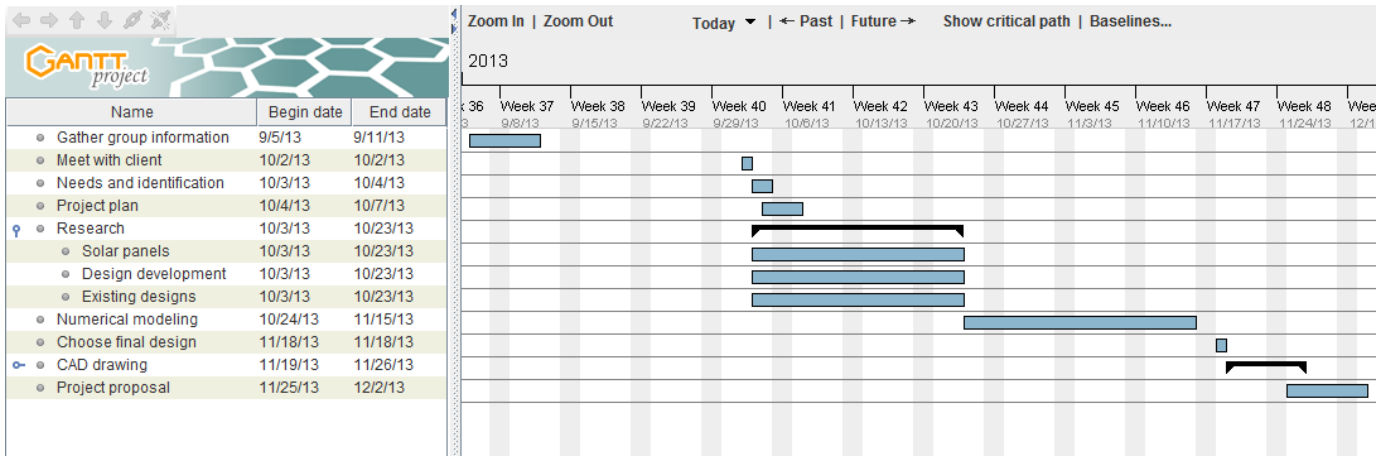 Zoom In | Zoom Out Today ▼ | ← Past | Future → Show critical path | Baselines...
GANTT
project
2013
Name Begin date End date
36 Week 37 Week 38 Week 39 Week 40 Week 41 Week 42 Week 43 Week 44 Week 45 Week 46 Week 47 Week 48 Wee
3 9/8/13 9/15/13 9/22/13 9/29/13 10/6/13 10/13/13 10/20/13 10/27/13 11/3/13 11/10/13 11/17/13 11/24/13 12/1
Gather group information 9/5/13 9/11/13
Meet with client 10/2/13 10/2/13
Needs and identification 10/3/13 10/4/13
Project plan 10/4/13 10/7/13
Research 10/3/13 10/23/13
Solar panels 10/3/13 10/23/13
Design development 10/3/13 10/23/13
Existing designs 10/3/13 10/23/13
Numerical modeling 10/24/13 11/15/13
Choose final design 11/18/13 11/18/13
CAD drawing 11/19/13 11/26/13
Project proposal 11/25/13 12/2/13